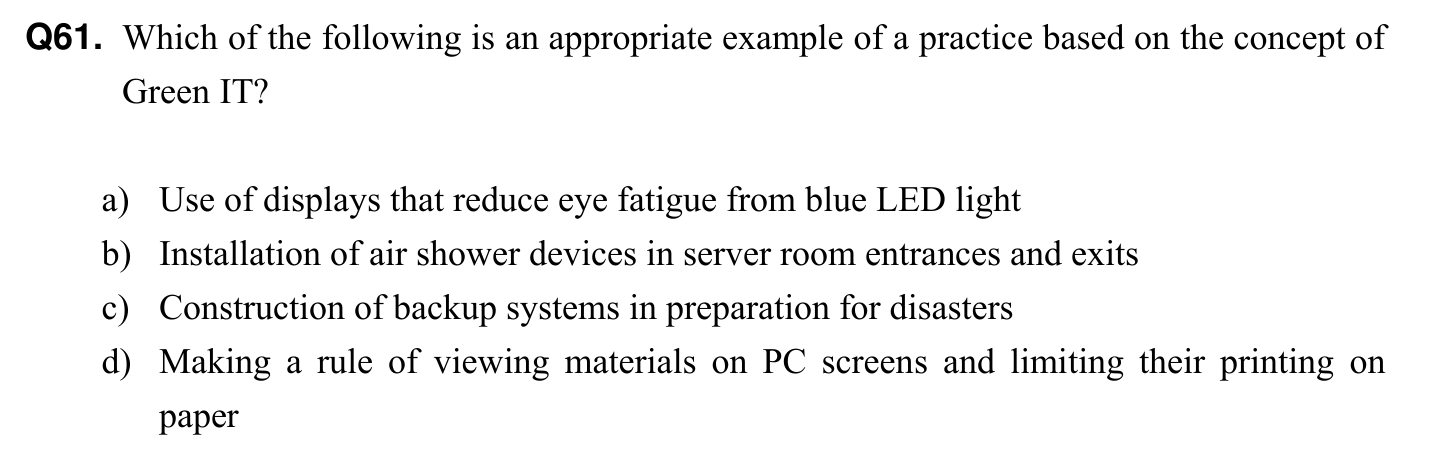 Q61. Which of the following is an appropriate example of a practice based on the concept of
Green IT?
a) Use of displays that reduce eye fatigue from blue LED light
b) Installation of air shower devices in server room entrances and exits
c) Construction of backup systems in preparation for disasters
d) Making a rule of viewing materials on PC screens and limiting their printing on
paper